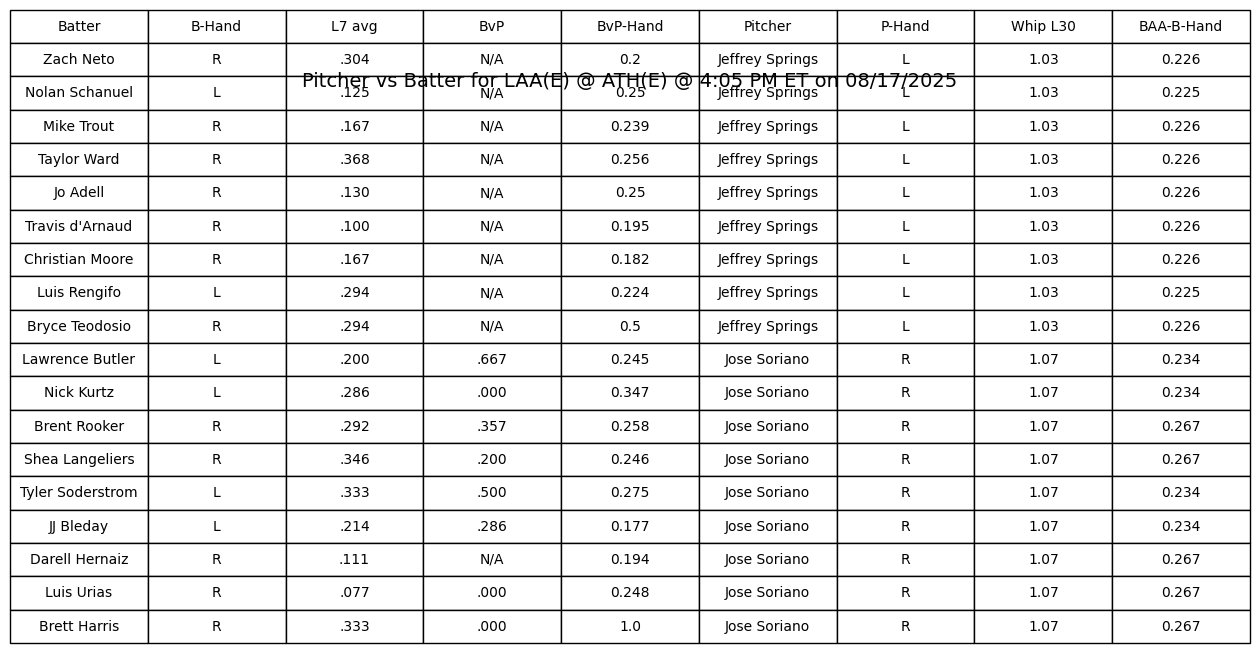 Batter B-Hand L7 avg BvP BvP-Hand Pitcher P-Hand Whip L30 BAA-B-Hand
Zach Neto R .304 N/A 0.2 Jeffrey Springs L 1.03 0.226
Pitcher vs Batter for LAA(E) @ ATH(E) @ 4:05 PM ET on 08/17/2025
Nolan Schanuel L .125 N/A 0.25 Jeffrey Springs L 1.03 0.225
Mike Trout R .167 N/A 0.239 Jeffrey Springs L 1.03 0.226
Taylor Ward R .368 N/A 0.256 Jeffrey Springs L 1.03 0.226
Jo Adell R .130 N/A 0.25 Jeffrey Springs L 1.03 0.226
Travis d'Arnaud R .100 N/A 0.195 Jeffrey Springs L 1.03 0.226
Christian Moore R .167 N/A 0.182 Jeffrey Springs L 1.03 0.226
Luis Rengifo L .294 N/A 0.224 Jeffrey Springs L 1.03 0.225
Bryce Teodosio R .294 N/A 0.5 Jeffrey Springs L 1.03 0.226
Lawrence Butler L .200 .667 0.245 Jose Soriano R 1.07 0.234
Nick Kurtz L .286 .000 0.347 Jose Soriano R 1.07 0.234
Brent Rooker R .292 .357 0.258 Jose Soriano R 1.07 0.267
Shea Langeliers R .346 .200 0.246 Jose Soriano R 1.07 0.267
Tyler Soderstrom L .333 .500 0.275 Jose Soriano R 1.07 0.234
JJ Bleday L .214 .286 0.177 Jose Soriano R 1.07 0.234
Darell Hernaiz R .111 N/A 0.194 Jose Soriano R 1.07 0.267
Luis Urias R .077 .000 0.248 Jose Soriano R 1.07 0.267
Brett Harris R .333 .000 1.0 Jose Soriano R 1.07 0.267